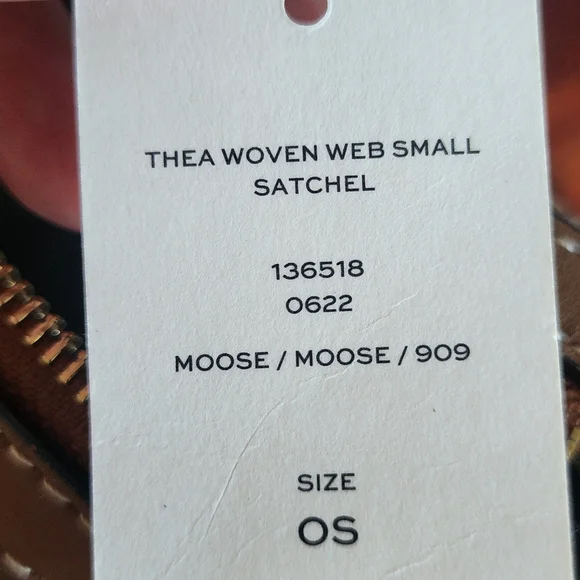 THEA WOVEN WEB SMALL
SATCHEL
136518
0622
MOOSE / MOOSE / 909
SIZE
OS